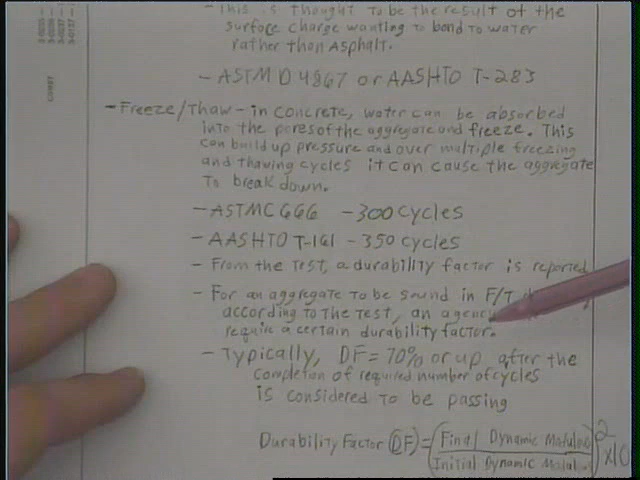 - This is thought to be the result of the
surface charge wanting to bond to water
rather than Asphalt.
- ASTM D 4867 or AASHTO T-283
- Freeze/Thaw - in concrete, water can be absorbed
into the pores of the aggregate and freeze. This
can build up pressure and over multiple freezing
and thawing cycles it can cause the aggregate
To break down.
- ASTM C 666 - 300 cycles
- AASHTO T-161 - 350 cycles
- From the test, a durability factor is reported
- For an aggregate to be sound in F/T
according to the test, an agency
require a certain durability factor.
- Typically, DF = 70% or up after the
completion of required number of cycles
is considered to be passing
Durability Factor (DF) = (Final Dynamic Modulus
Initial Dynamic Modul )² x 10